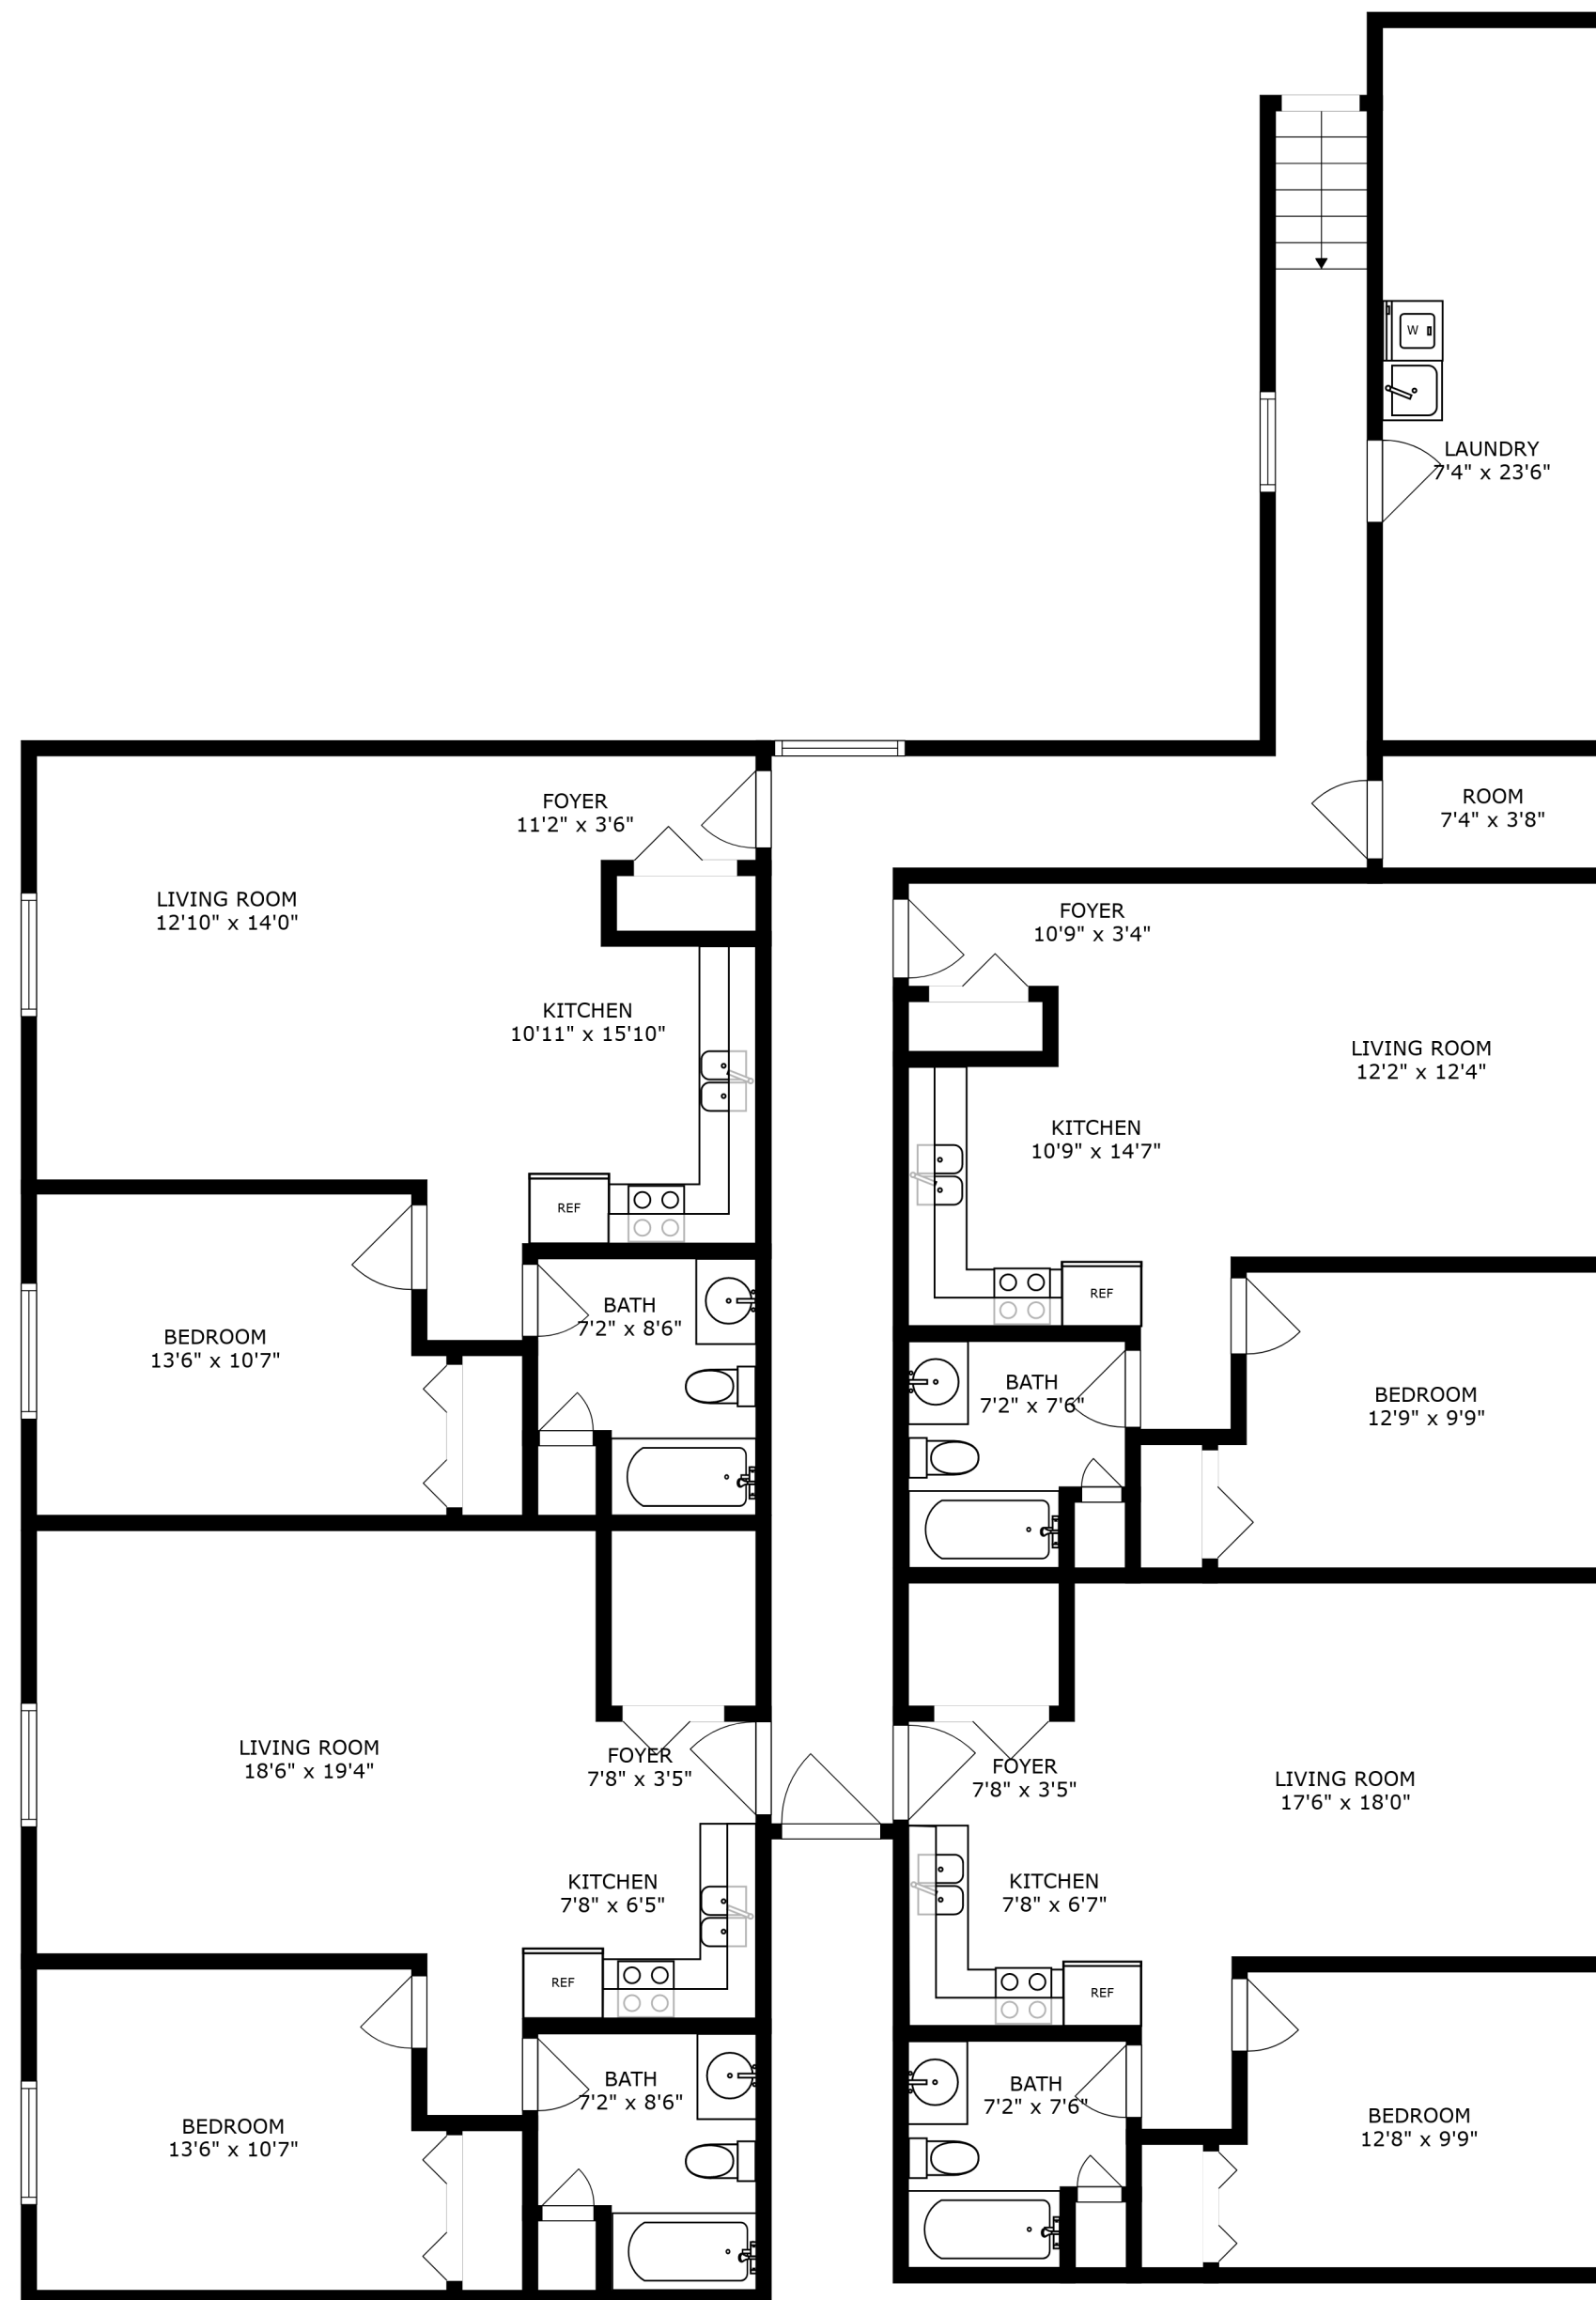 W
LAUNDRY
7'4" x 23'6"
FOYER
11'2" x 3'6"
ROOM
7'4" x 3'8"
LIVING ROOM
12'10" x 14'0"
FOYER
10'9" x 3'4"
KITCHEN
10'11" x 15'10"
LIVING ROOM
12'2" x 12'4"
KITCHEN
10'9" x 14'7"
REF
REF
BATH
7'2" x 8'6"
BEDROOM
13'6" x 10'7"
BATH
7'2" x 7'6"
BEDROOM
12'9" x 9'9"
LIVING ROOM
18'6" x 19'4"
FOYER
7'8" x 3'5"
FOYER
7'8" x 3'5"
LIVING ROOM
17'6" x 18'0"
KITCHEN
7'8" x 6'5"
KITCHEN
7'8" x 6'7"
REF
REF
BATH
7'2" x 8'6"
BATH
7'2" x 7'6"
BEDROOM
13'6" x 10'7"
BEDROOM
12'8" x 9'9"